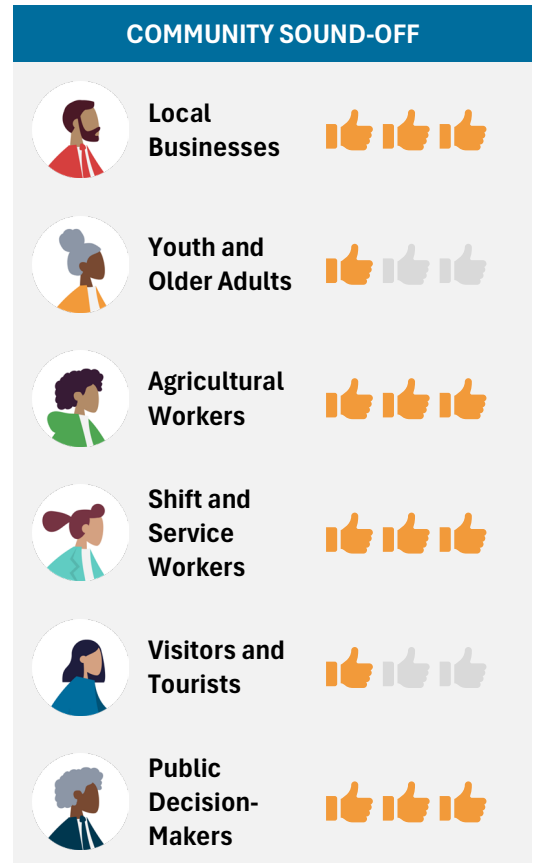 COMMUNITY SOUND-OFF
Local
Businesses
Youth and
Older Adults
Agricultural
Workers
Shift and
Service
Workers
Visitors and
Tourists
Public
Decision-
Makers